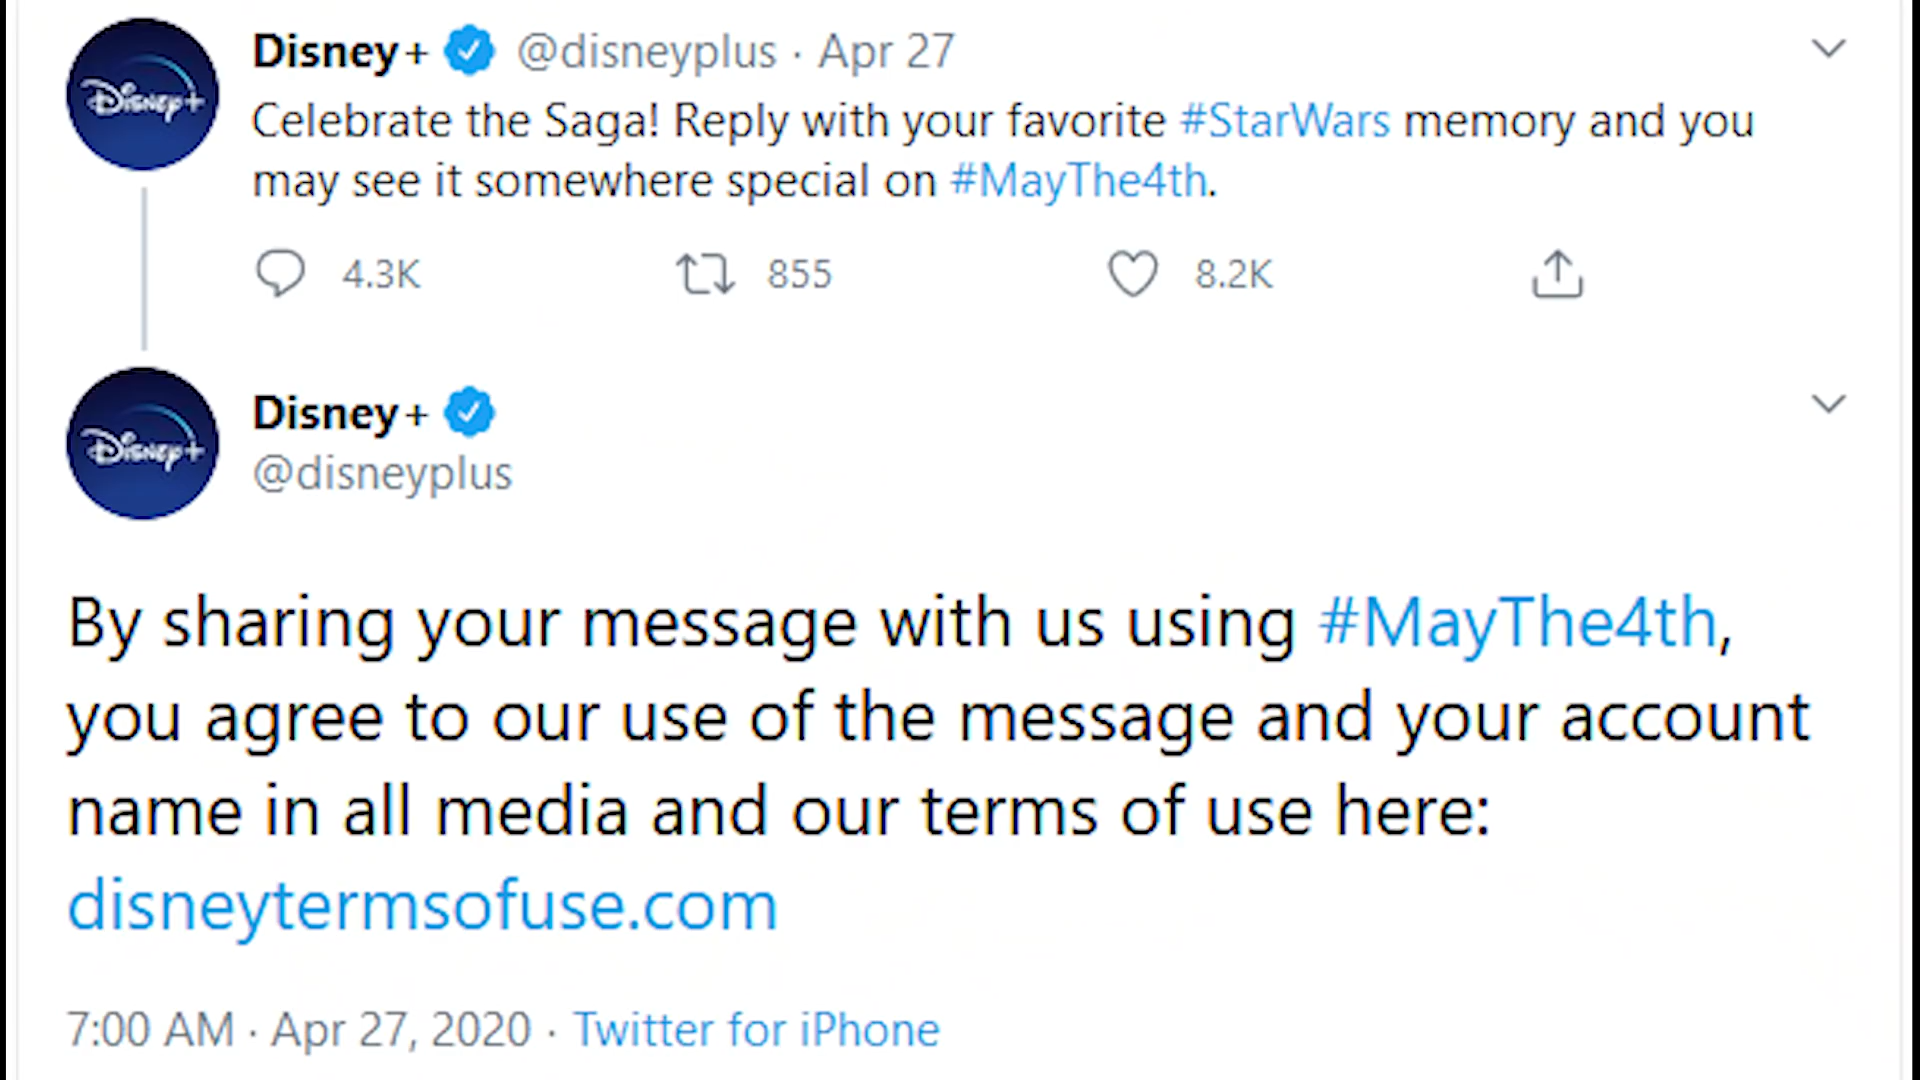 Disney+ @disneyplus · Apr 27
Celebrate the Saga! Reply with your favorite #StarWars memory and you
may see it somewhere special on #MayThe4th.
4.3K 855 8.2K
Disney+
Disney+
Disney+
@disneyplus
By sharing your message with us using #MayThe4th,
you agree to our use of the message and your account
name in all media and our terms of use here:
disneytermsofuse.com
7:00 AM · Apr 27, 2020 · Twitter for iPhone